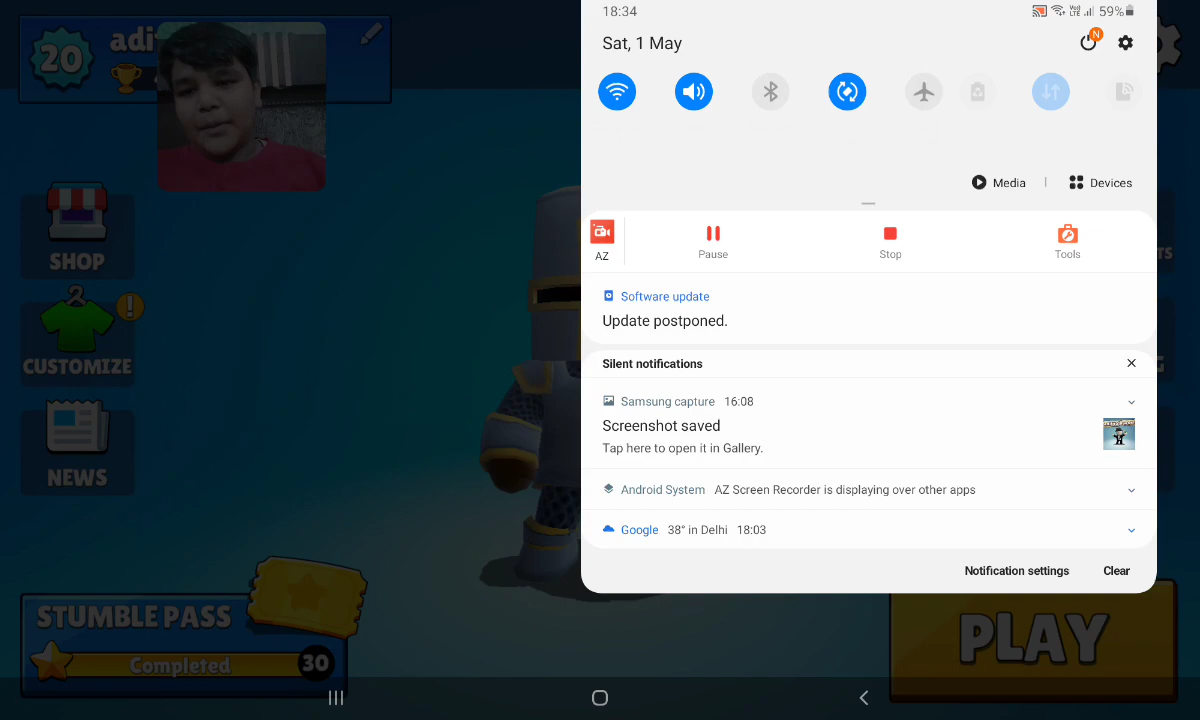 18:34
VoD LTE
59%
Sat, 1 May
N
Media | Devices
AZ
Pause
Stop
Tools
Software update
Update postponed.
Silent notifications
Samsung capture 16:08
Screenshot saved
Tap here to open it in Gallery.
Android System AZ Screen Recorder is displaying over other apps
Google 38° in Delhi 18:03
Notification settings
Clear
20
adi
SHOP
CUSTOMIZE
NEWS
STUMBLE PASS
Completed
30
PLAY